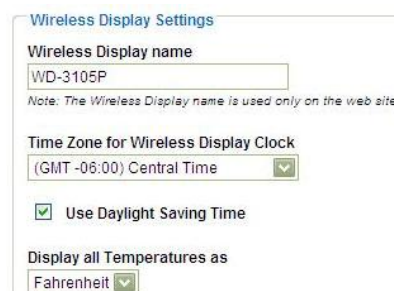 Wireless Display Settings
Wireless Display name
WD-3105P
Note: The Wireless Display name is used only on the web site
Time Zone for Wireless Display Clock
(GMT -06:00) Central Time
Use Daylight Saving Time
Display all Temperatures as
Fahrenheit